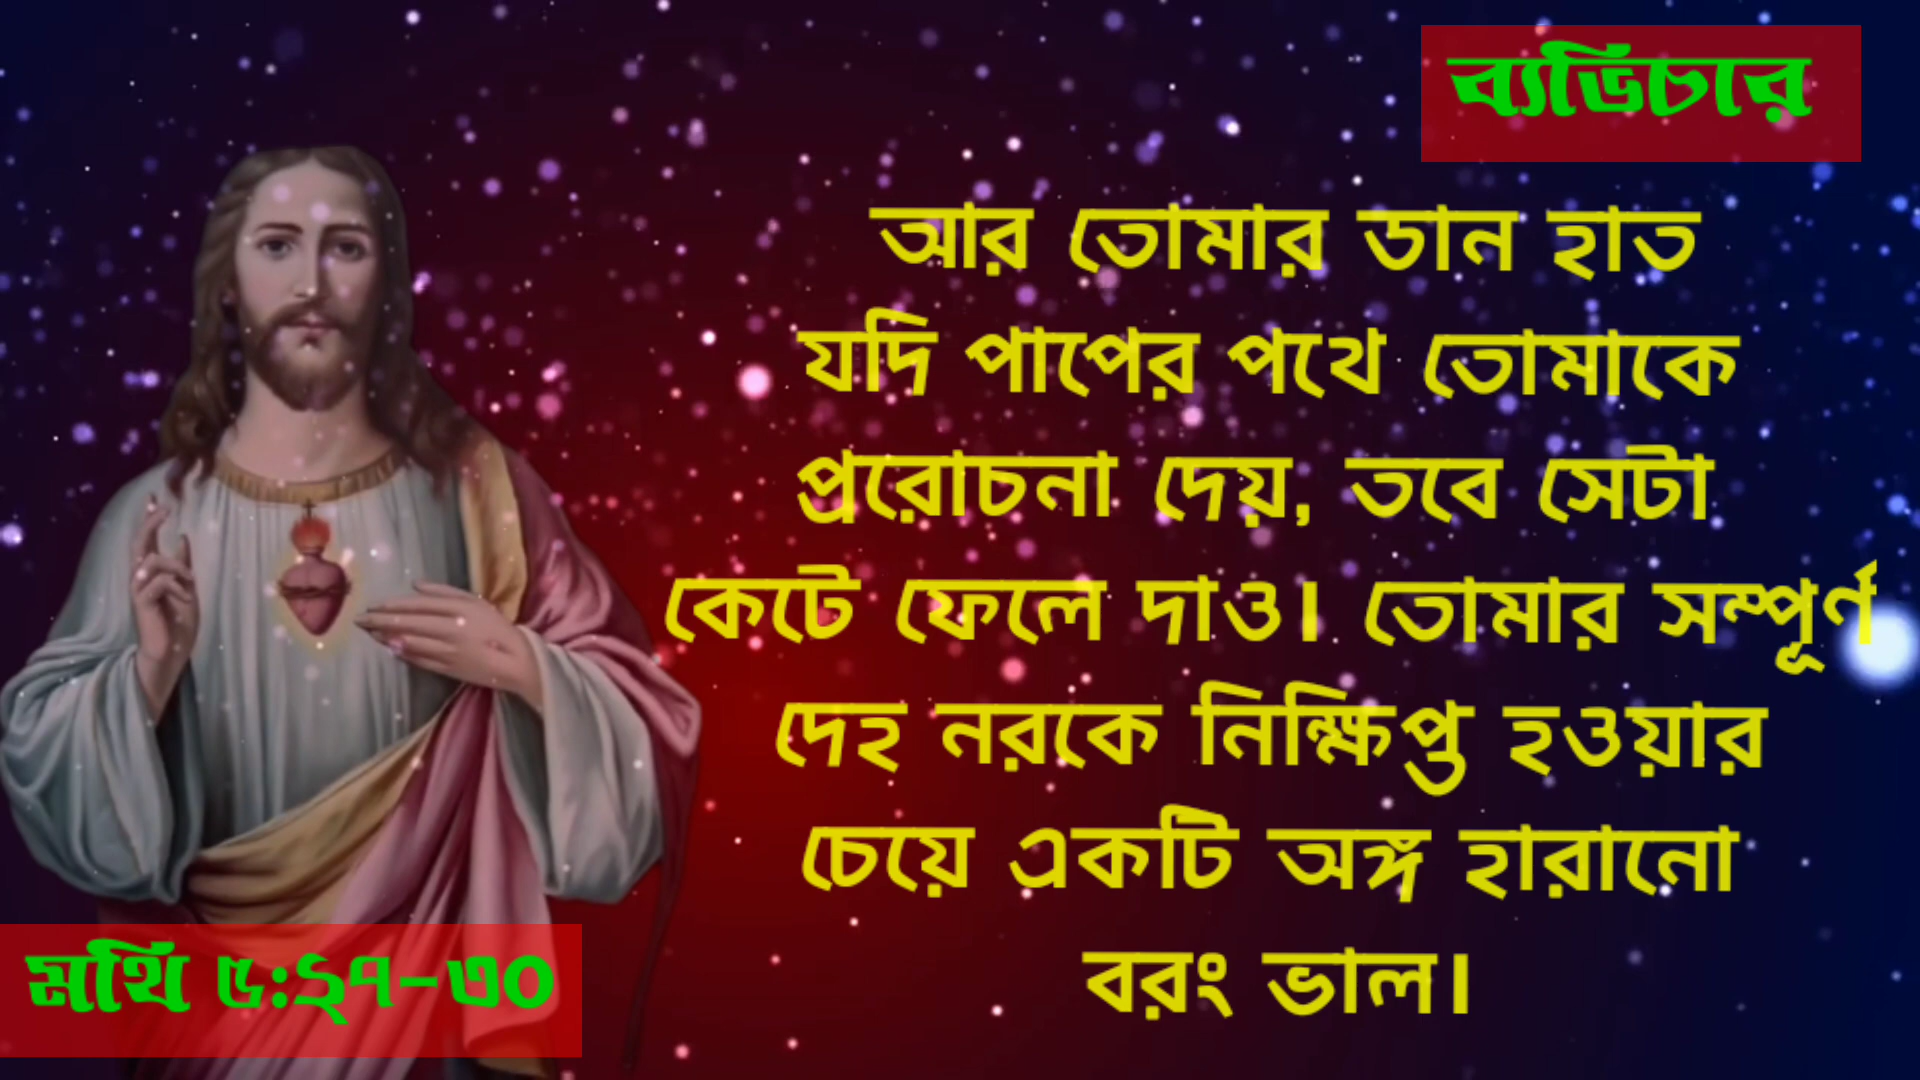 ব্যভিচার
আর তোমার ডান হাত
যদি পাপের পথে তোমাকে
প্ররোচনা দেয়, তবে সেটা
কেটে ফেলে দাও। তোমার সম্পূর্ণ
দেহ নরকে নিক্ষিপ্ত হওয়ার
চেয়ে একটি অঙ্গ হারানো
বরং ভাল।
মথি ৫:২৭-৩০